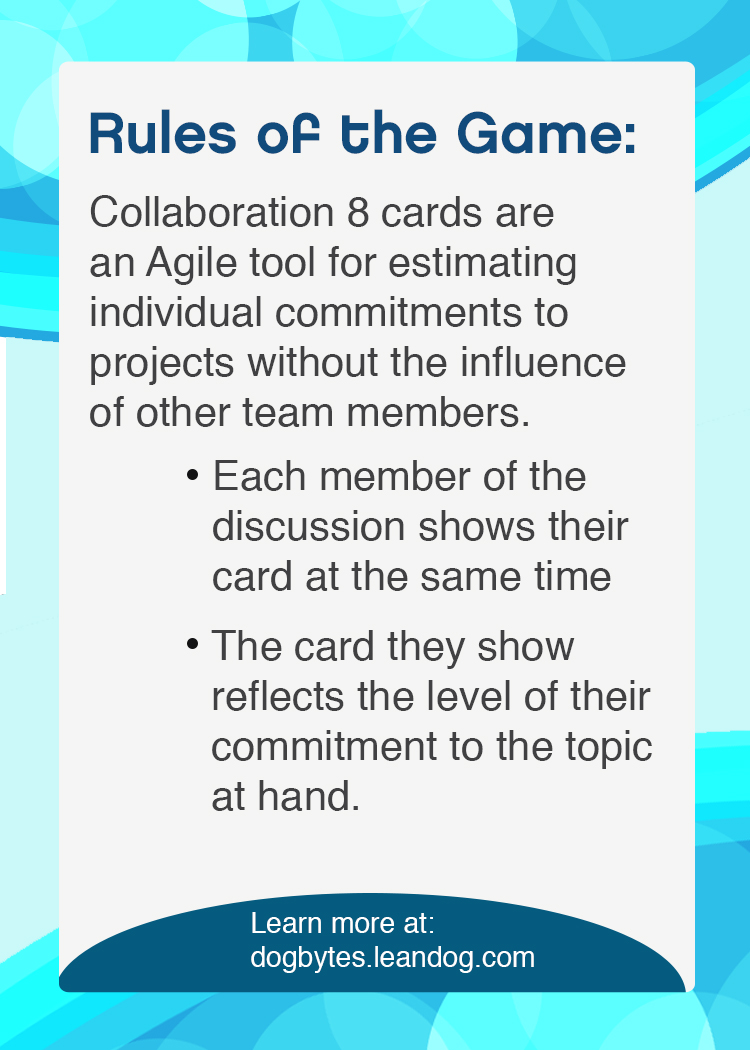 Rules of the Game:
Collaboration 8 cards are
an Agile tool for estimating
individual commitments to
projects without the influence
of other team members.
• Each member of the
discussion shows their
card at the same time
• The card they show
reflects the level of their
commitment to the topic
at hand.
Learn more at:
dogbytes.leandog.com